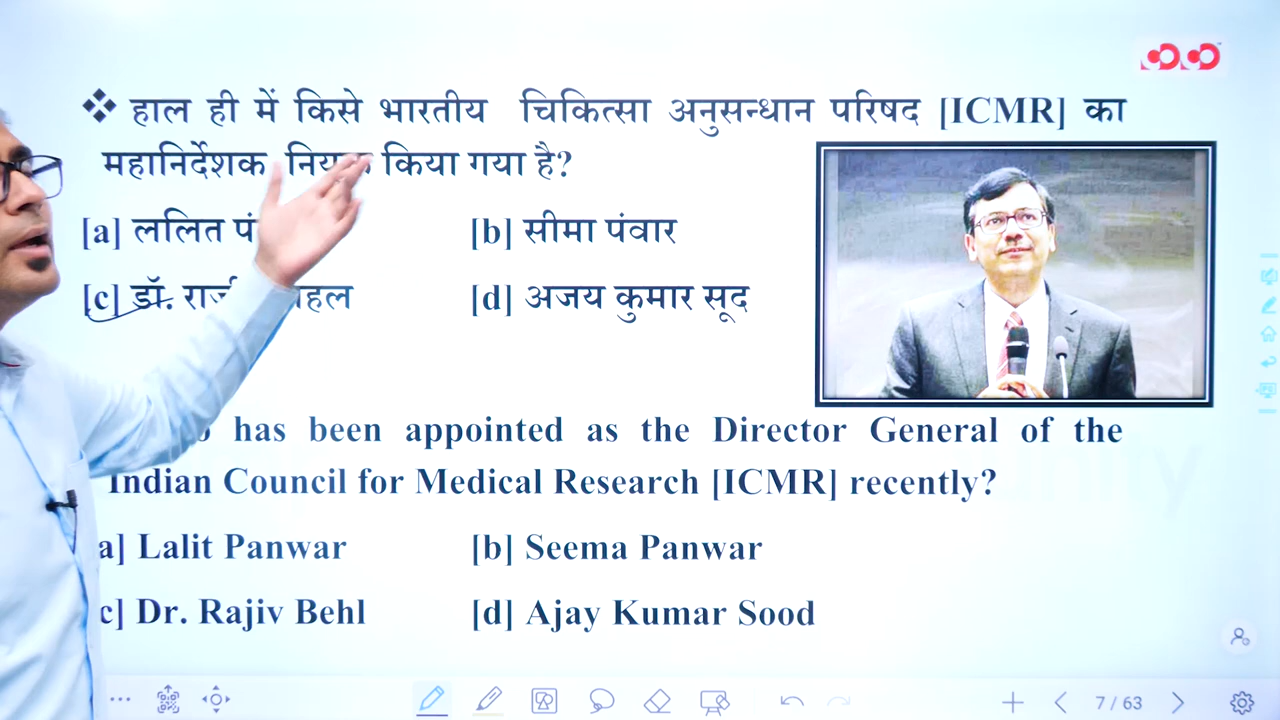 ❖ हाल ही में किसे भारतीय चिकित्सा अनुसन्धान परिषद [ICMR] का
महानिर्देशक किया गया है?
[a] ललित [b] सीमा पंवार
[c] डॉ. [d] अजय कुमार सूद
has been appointed as the Director General of the
Indian Council for Medical Research [ICMR] recently?
a] Lalit Panwar [b] Seema Panwar
c] Dr. Rajiv Behl [d] Ajay Kumar Sood
7 / 63